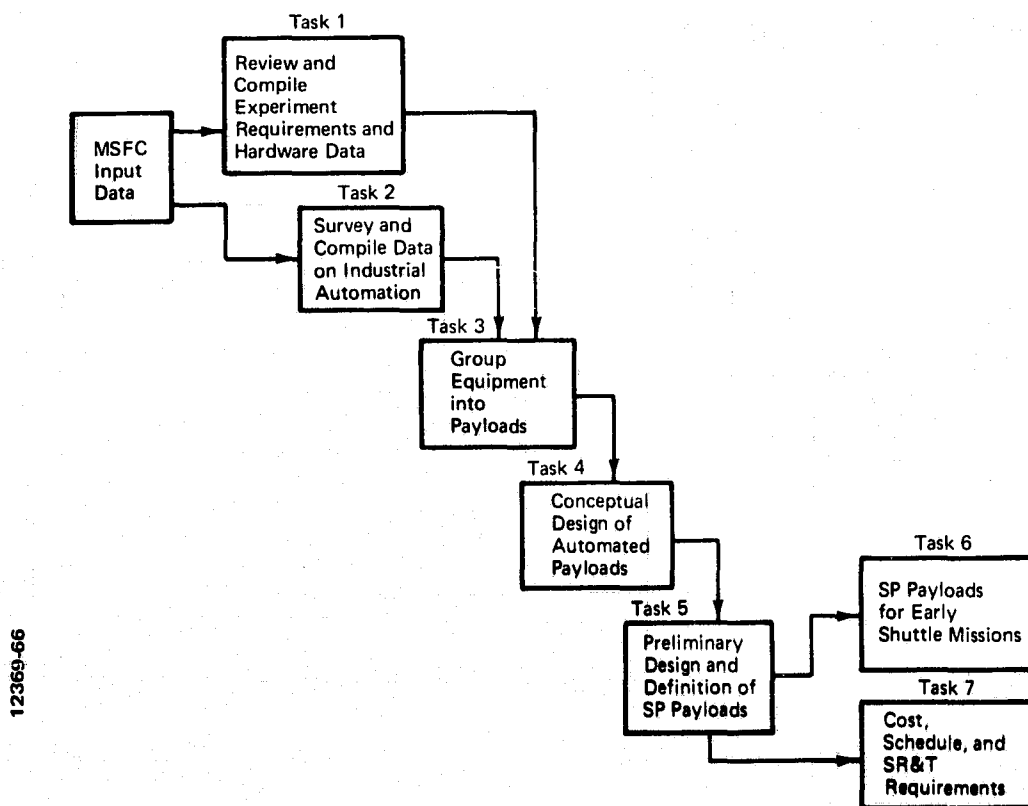 Task 1
Review and
Compile
Experiment
Requirements and
Hardware Data
MSFC
Input
Data
Task 2
Survey and
Compile Data
on Industrial
Automation
Task 3
Group
Equipment
into
Payloads
Task 4
Conceptual
Design of
Automated
Payloads
Task 5
Preliminary
Design and
Definition of
SP Payloads
Task 6
SP Payloads
for Early
Shuttle Missions
Task 7
Cost,
Schedule, and
SR&T
Requirements
12369-66